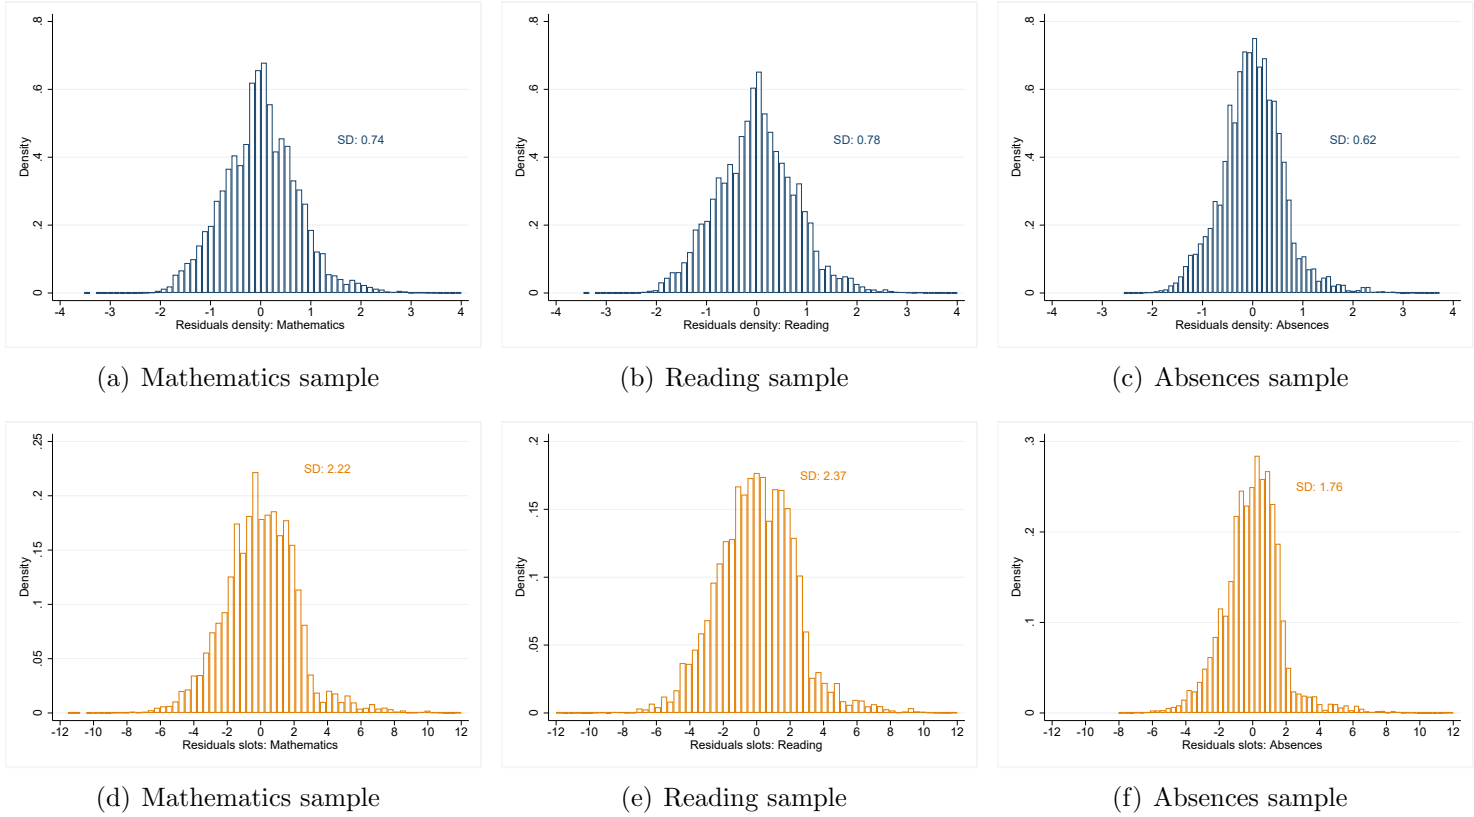 Density
.8
.6
.4
.2
0
SD: 0.74
-4 -3 -2 -1 0 1 2 3 4
Residuals density: Mathematics
(a) Mathematics sample
Density
.8
.6
.4
.2
0
SD: 0.78
-4 -3 -2 -1 0 1 2 3 4
Residuals density: Reading
(b) Reading sample
Density
.8
.6
.4
.2
0
SD: 0.62
-4 -3 -2 -1 0 1 2 3 4
Residuals density: Absences
(c) Absences sample
Density
.25
.2
.15
.1
.05
0
SD: 2.22
-12 -10 -8 -6 -4 -2 0 2 4 6 8 10 12
Residuals slots: Mathematics
(d) Mathematics sample
Density
.2
.15
.1
.05
0
SD: 2.37
-12 -10 -8 -6 -4 -2 0 2 4 6 8 10 12
Residuals slots: Reading
(e) Reading sample
Density
.3
.2
.1
0
SD: 1.76
-12 -10 -8 -6 -4 -2 0 2 4 6 8 10 12
Residuals slots: Absences
(f) Absences sample